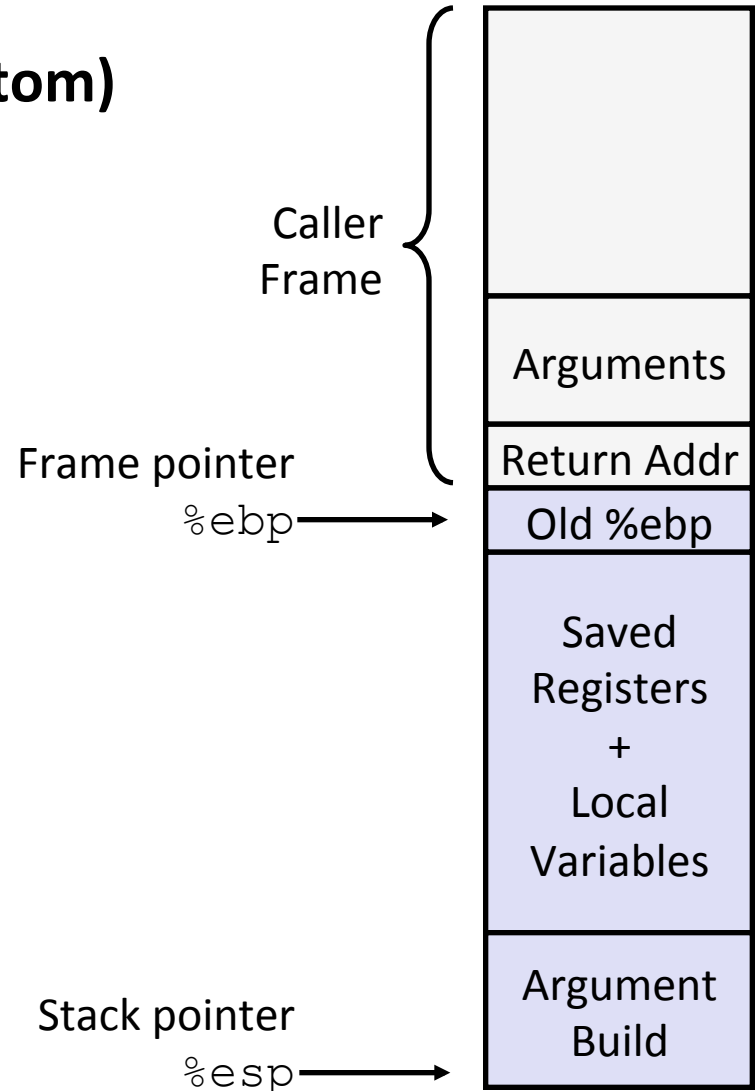 tom)
Caller
Frame
Arguments
Frame pointer
Return Addr
%ebp
Old %ebp
Saved
Registers
+
Local
Variables
Argument
Build
Stack pointer
%esp